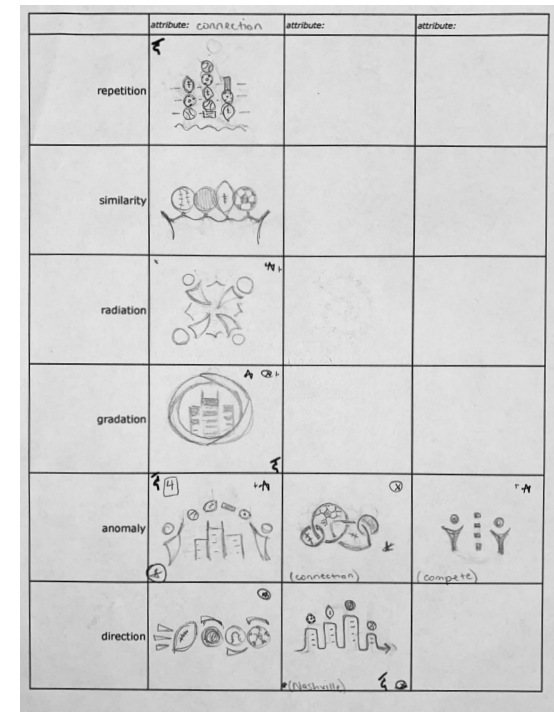 attribute: connection attribute: attribute:
repetition
similarity
radiation
gradation
4
anomaly
(connection) (compete)
direction
(Nashville)